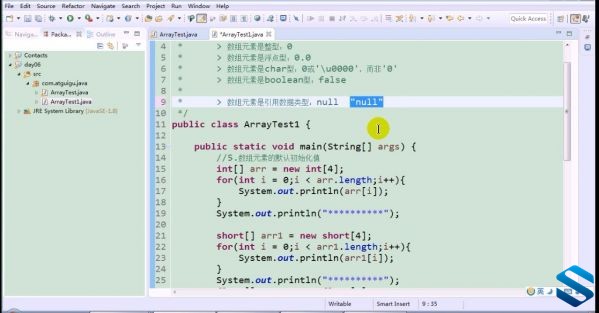 File Edit Source Refactor Navigate Search Project Run Window Help
Quick Access
Naviga...
Packa...
Outline
Contacts
day06
src
com.atguigu.java
ArrayTest.java
ArrayTest1.java
JRE System Library [JavaSE-1.8]
ArrayTest.java
*ArrayTest1.java
4 * > 数组元素是整型：0
5 * > 数组元素是浮点型：0.0
6 * > 数组元素是char型：0或'\u0000'，而非'0'
7 * > 数组元素是boolean型：false
8 *
9 * > 数组元素是引用数据类型：null "null"
10 */
11 public class ArrayTest1 {
12
13 public static void main(String[] args) {
14 //5.数组元素的默认初始化值
15 int[] arr = new int[4];
16 for(int i = 0;i < arr.length;i++){
17 System.out.println(arr[i]);
18 }
19 System.out.println("**********");
20
21 short[] arr1 = new short[4];
22 for(int i = 0;i < arr1.length;i++){
23 System.out.println(arr1[i]);
24 }
25 System.out.println("**********");
Writable
Smart Insert
9 : 35
英